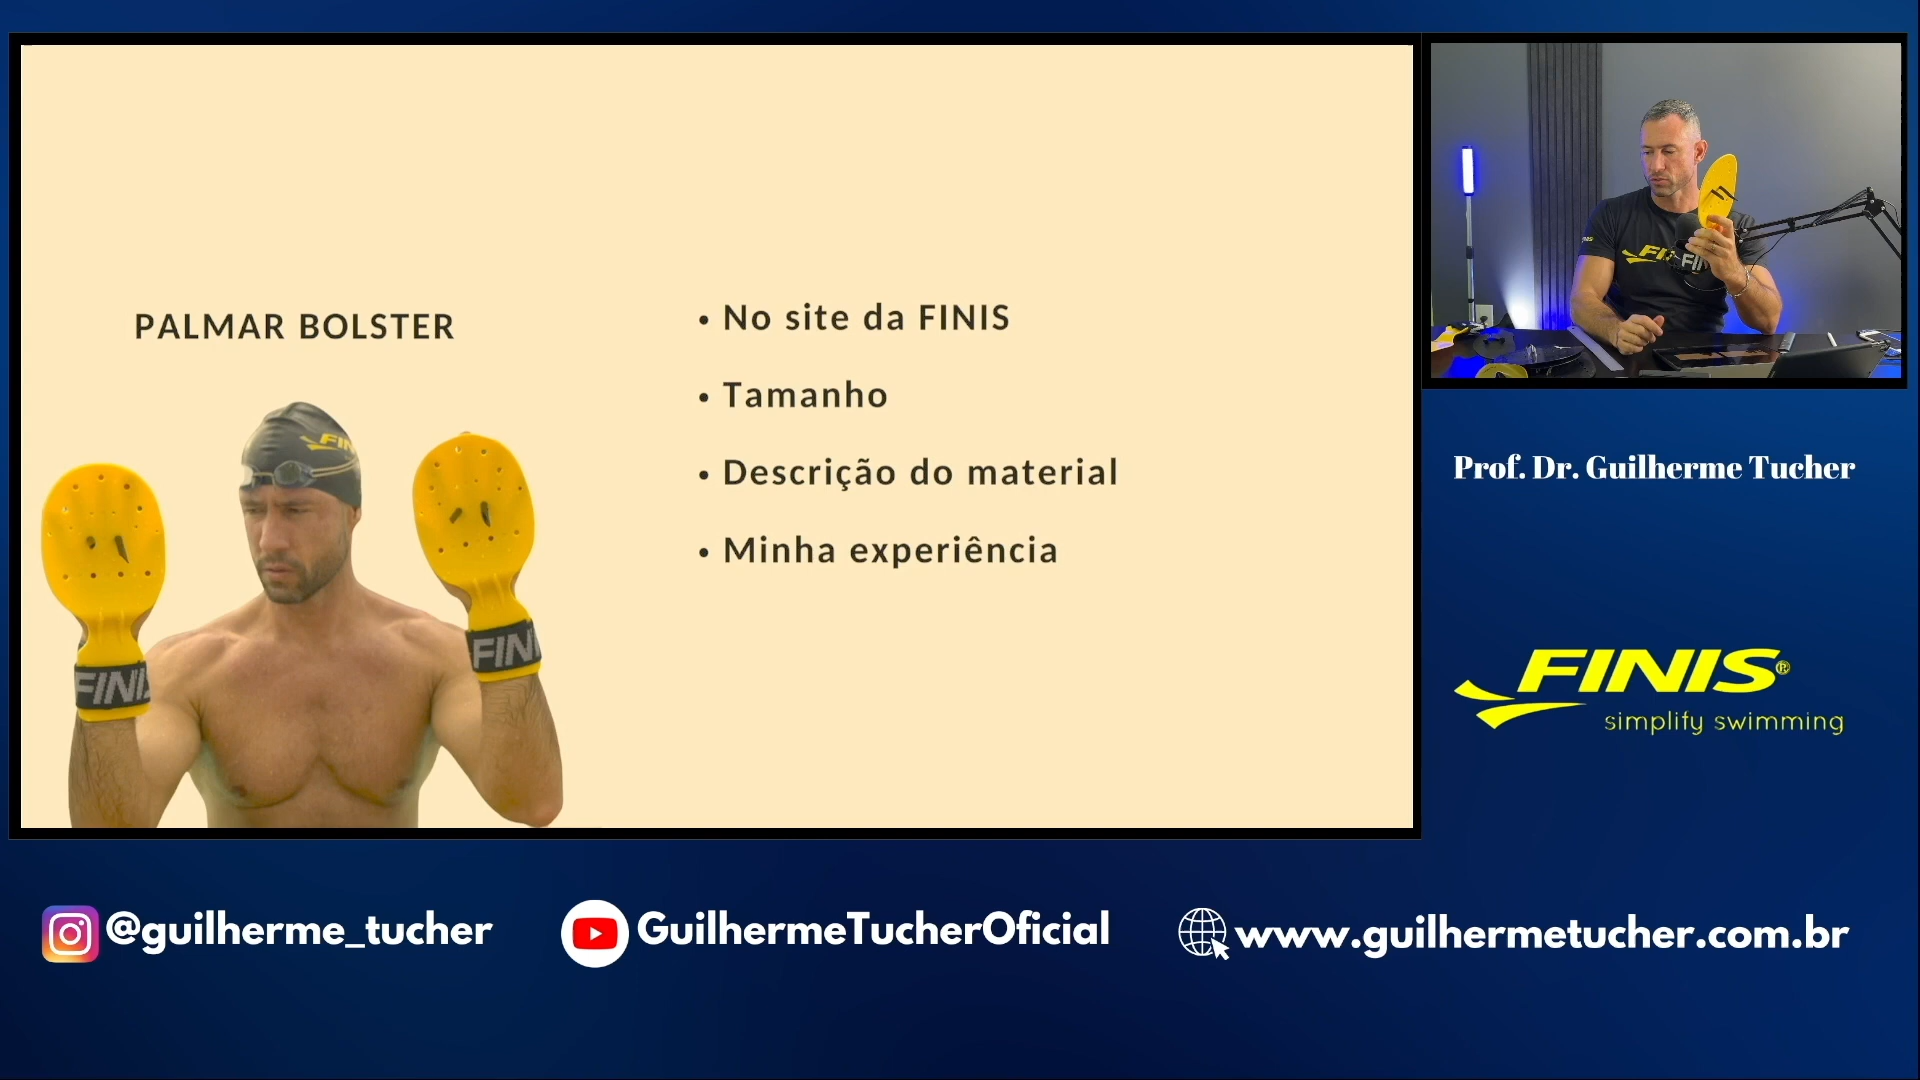 PALMAR BOLSTER
• No site da FINIS
• Tamanho
• Descrição do material
• Minha experiência
FINIS
FINIS
Prof. Dr. Guilherme Tucher
FINIS®
simplify swimming
@guilherme_tucher
GuilhermeTucherOficial
www.guilhermetucher.com.br